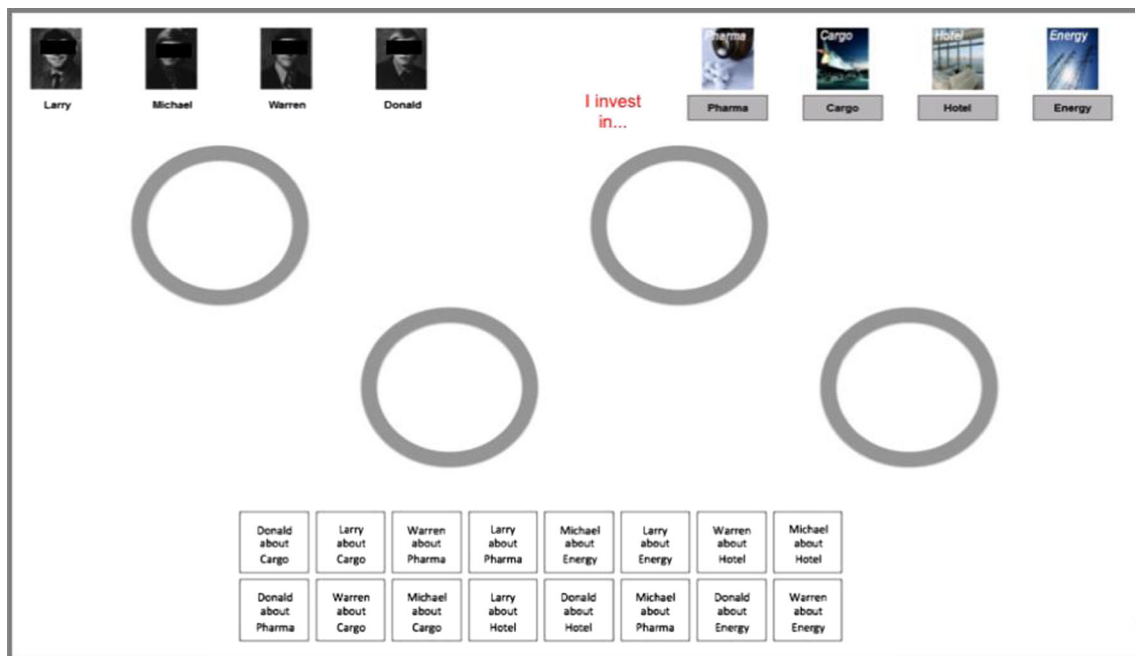 Pharma
Cargo
Hotel
Energy
Larry
Michael
Warren
Donald
I invest
in...
Pharma
Cargo
Hotel
Energy
Donald
about
Cargo
Larry
about
Cargo
Warren
about
Pharma
Larry
about
Pharma
Michael
about
Energy
Larry
about
Energy
Warren
about
Hotel
Michael
about
Hotel
Donald
about
Pharma
Warren
about
Cargo
Michael
about
Cargo
Larry
about
Hotel
Donald
about
Hotel
Michael
about
Pharma
Donald
about
Energy
Warren
about
Energy